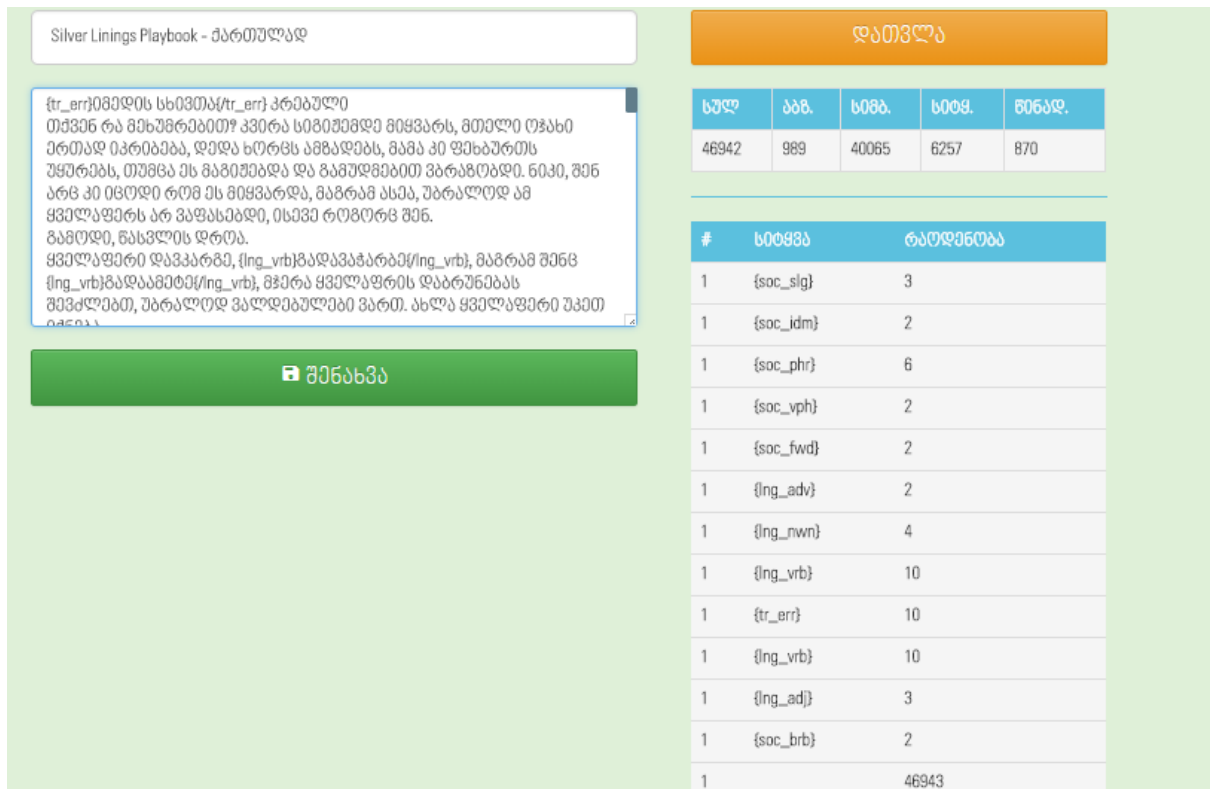 Silver Linings Playbook - ქართულად
{tr_err}იმედის სხივთა{/tr_err} კრებული
თქვენ რა მეხუმრებით? კვირა სიგიჟემდე მიყვარს, მთელი ოჯახი
ერთად იკრიბება, დედა ხორცს ამზადებს, მამა კი ფეხბურთს
უყურებს, თუმცა ეს მაგიჟებდა და გამუდმებით ვბრაზობდი. ნიკი, შენ
არც კი იცოდი რომ ეს მიყვარდა, მაგრამ ასეა, უბრალოდ ამ
ყველაფერს არ ვაფასებდი, ისევე როგორც შენ.
გამოდი, წასვლის დროა.
ყველაფერი დავკარგე, {lng_vrb}გადავაჭარბე{/lng_vrb}, მაგრამ შენც
{lng_vrb}გადაამეტე{/lng_vrb}, მჯერა ყველაფრის დაბრუნებას
შევძლებთ, უბრალოდ ვალდებულები ვართ. ახლა ყველაფერი უკეთ
იქნება
შენახვა
დათვლა
სულ აბზ. სიმბ. სიტყ. წინად.
46942 989 40065 6257 870
# სიტყვა რაოდენობა
1 {soc_slg} 3
1 {soc_idm} 2
1 {soc_phr} 6
1 {soc_vph} 2
1 {soc_fwd} 2
1 {lng_adv} 2
1 {lng_nwn} 4
1 {lng_vrb} 10
1 {tr_err} 10
1 {lng_vrb} 10
1 {lng_adj} 3
1 {soc_brb} 2
1 46943